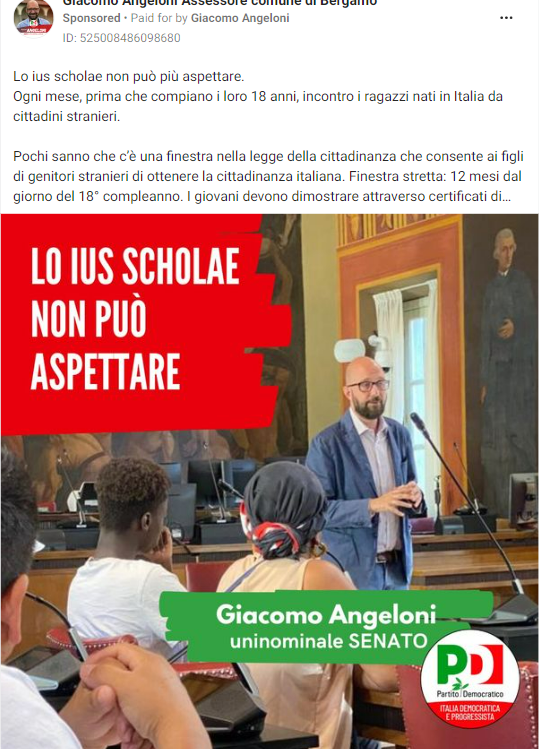 Giacomo Angeloni Assessore comune di Bergamo
Sponsored • Paid for by Giacomo Angeloni
ID: 525008486098680
Lo ius scholae non può più aspettare.
Ogni mese, prima che compiano i loro 18 anni, incontro i ragazzi nati in Italia da
cittadini stranieri.
Pochi sanno che c'è una finestra nella legge della cittadinanza che consente ai figli
di genitori stranieri di ottenere la cittadinanza italiana. Finestra stretta: 12 mesi dal
giorno del 18° compleanno. I giovani devono dimostrare attraverso certificati di...
LO IUS SCHOLAE
NON PUÒ
ASPETTARE
Giacomo Angeloni
uninominale SENATO
PD
Partito Democratico
ITALIA DEMOCRATICA
E PROGRESSISTA